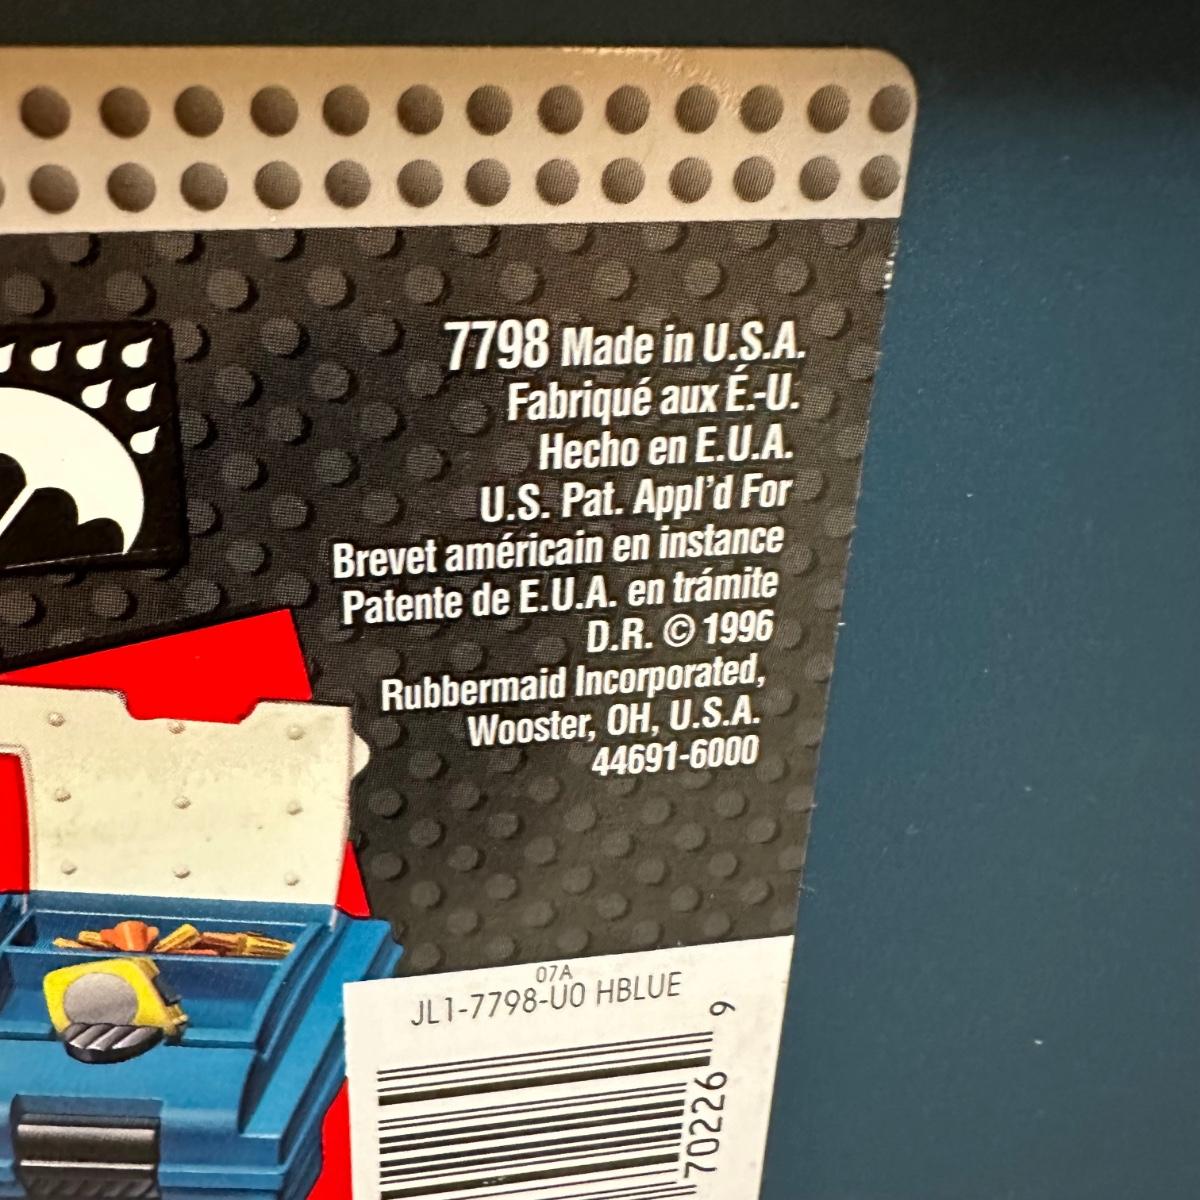 7798 Made in U.S.A.
Fabriqué aux É.-U.
Hecho en E.U.A.
U.S. Pat. Appl'd For
Brevet américain en instance
Patente de E.U.A. en trámite
D.R. © 1996
Rubbermaid Incorporated,
Wooster, OH, U.S.A.
44691-6000
07A
JL1-7798-U0 HBLUE
70226 9